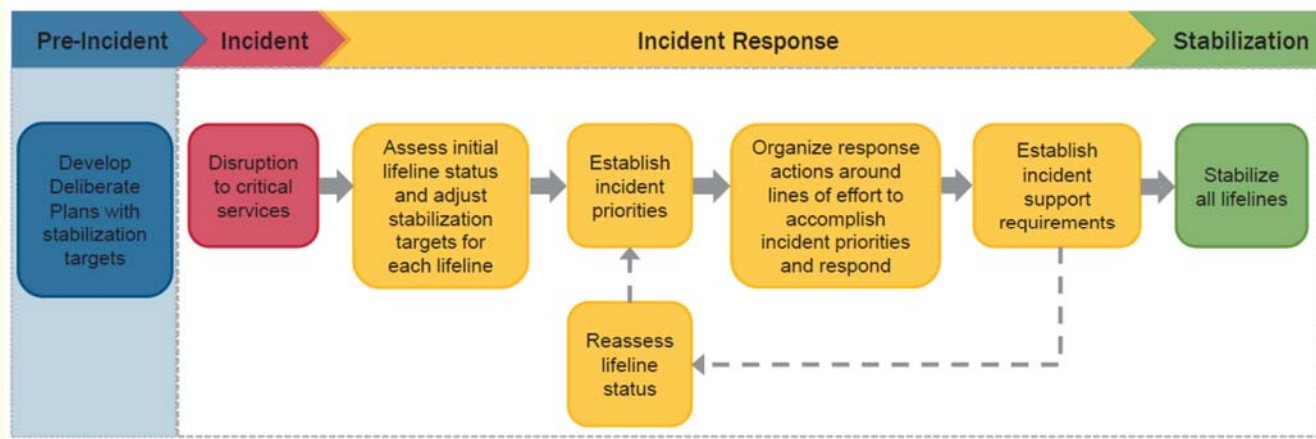 Pre-Incident
Incident
Incident Response
Stabilization
Develop
Deliberate
Plans with
stabilization
targets
Disruption
to critical
services
Assess initial
lifeline status
and adjust
stabilization
targets for
each lifeline
Establish
incident
priorities
Organize response
actions around
lines of effort to
accomplish
incident priorities
and respond
Establish
incident
support
requirements
Stabilize
all lifelines
Reassess
lifeline
status